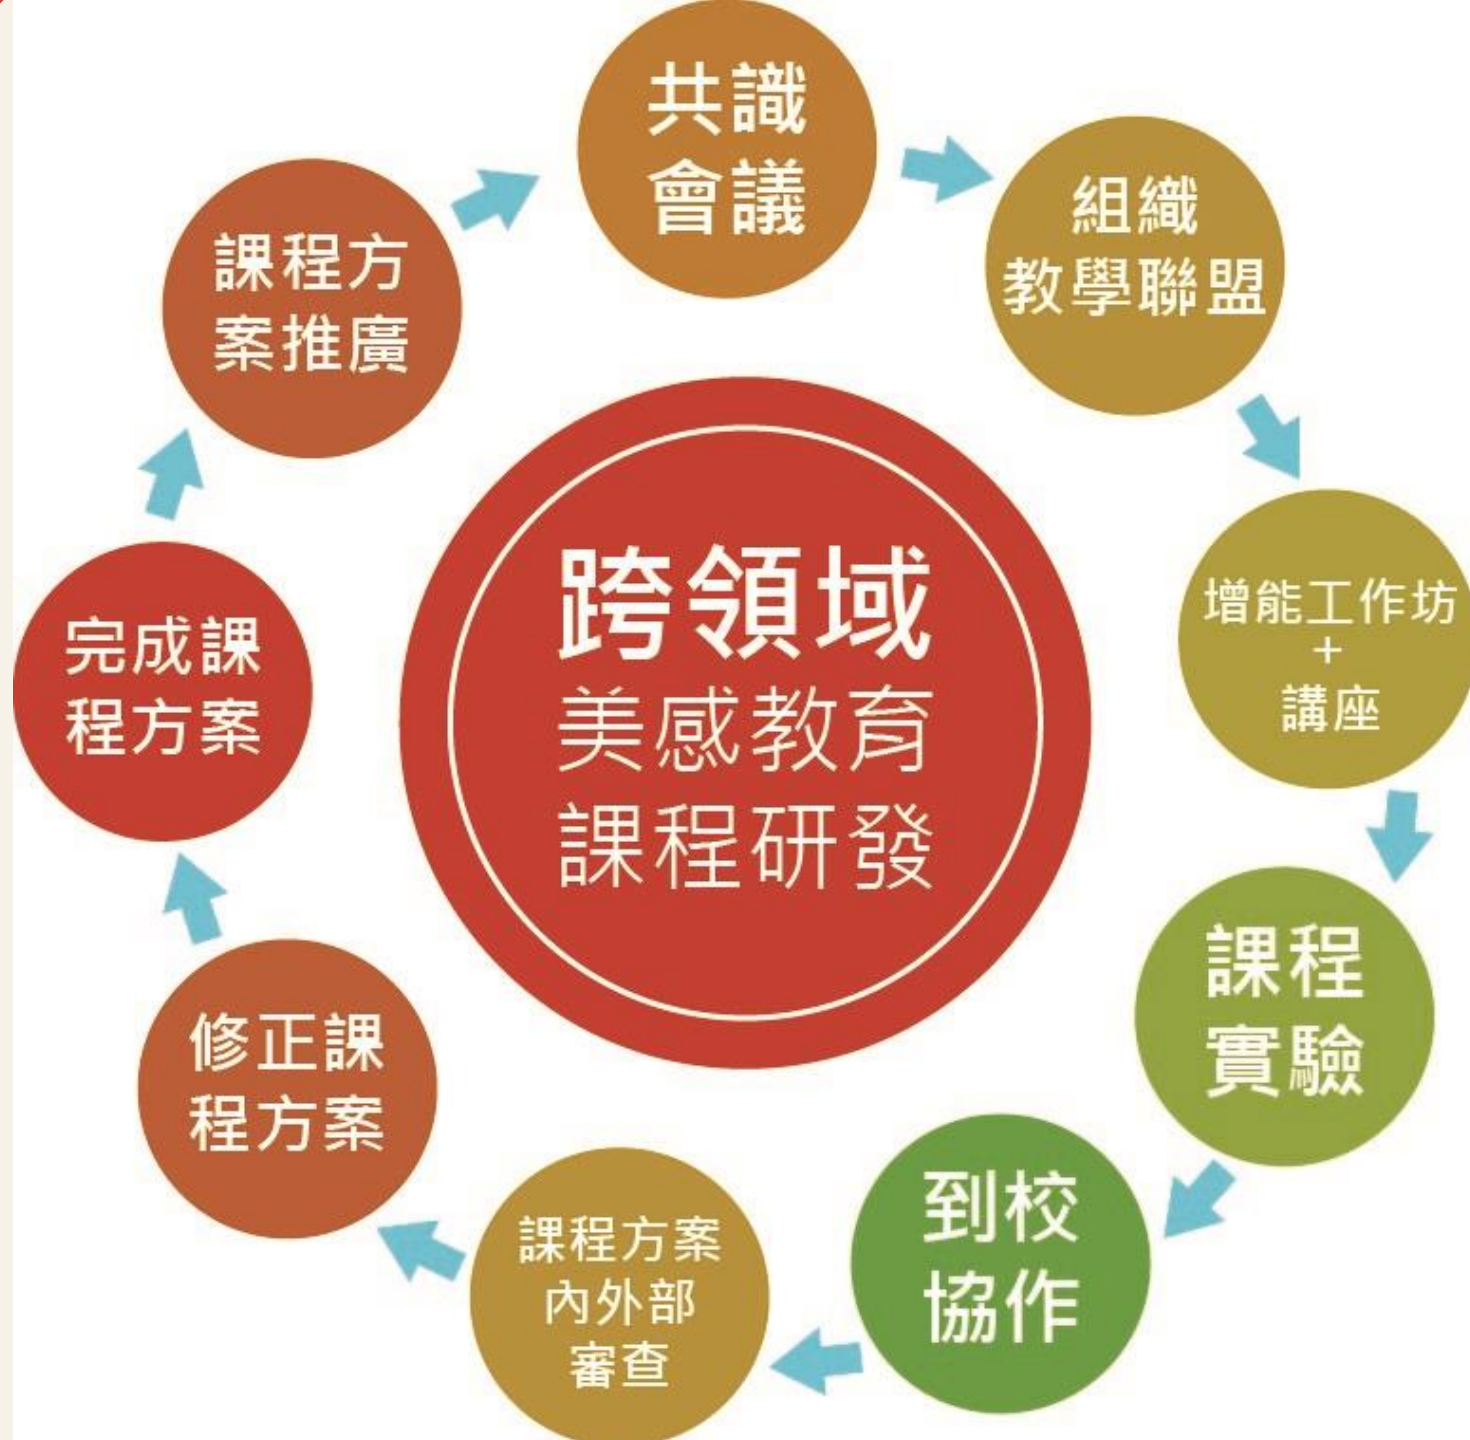 共識
會議
組織
教學聯盟
增能工作坊
+
講座
課程
實驗
到校
協作
課程方案
內外部
審查
修正課
程方案
完成課
程方案
課程方
案推廣
跨領域
美感教育
課程研發